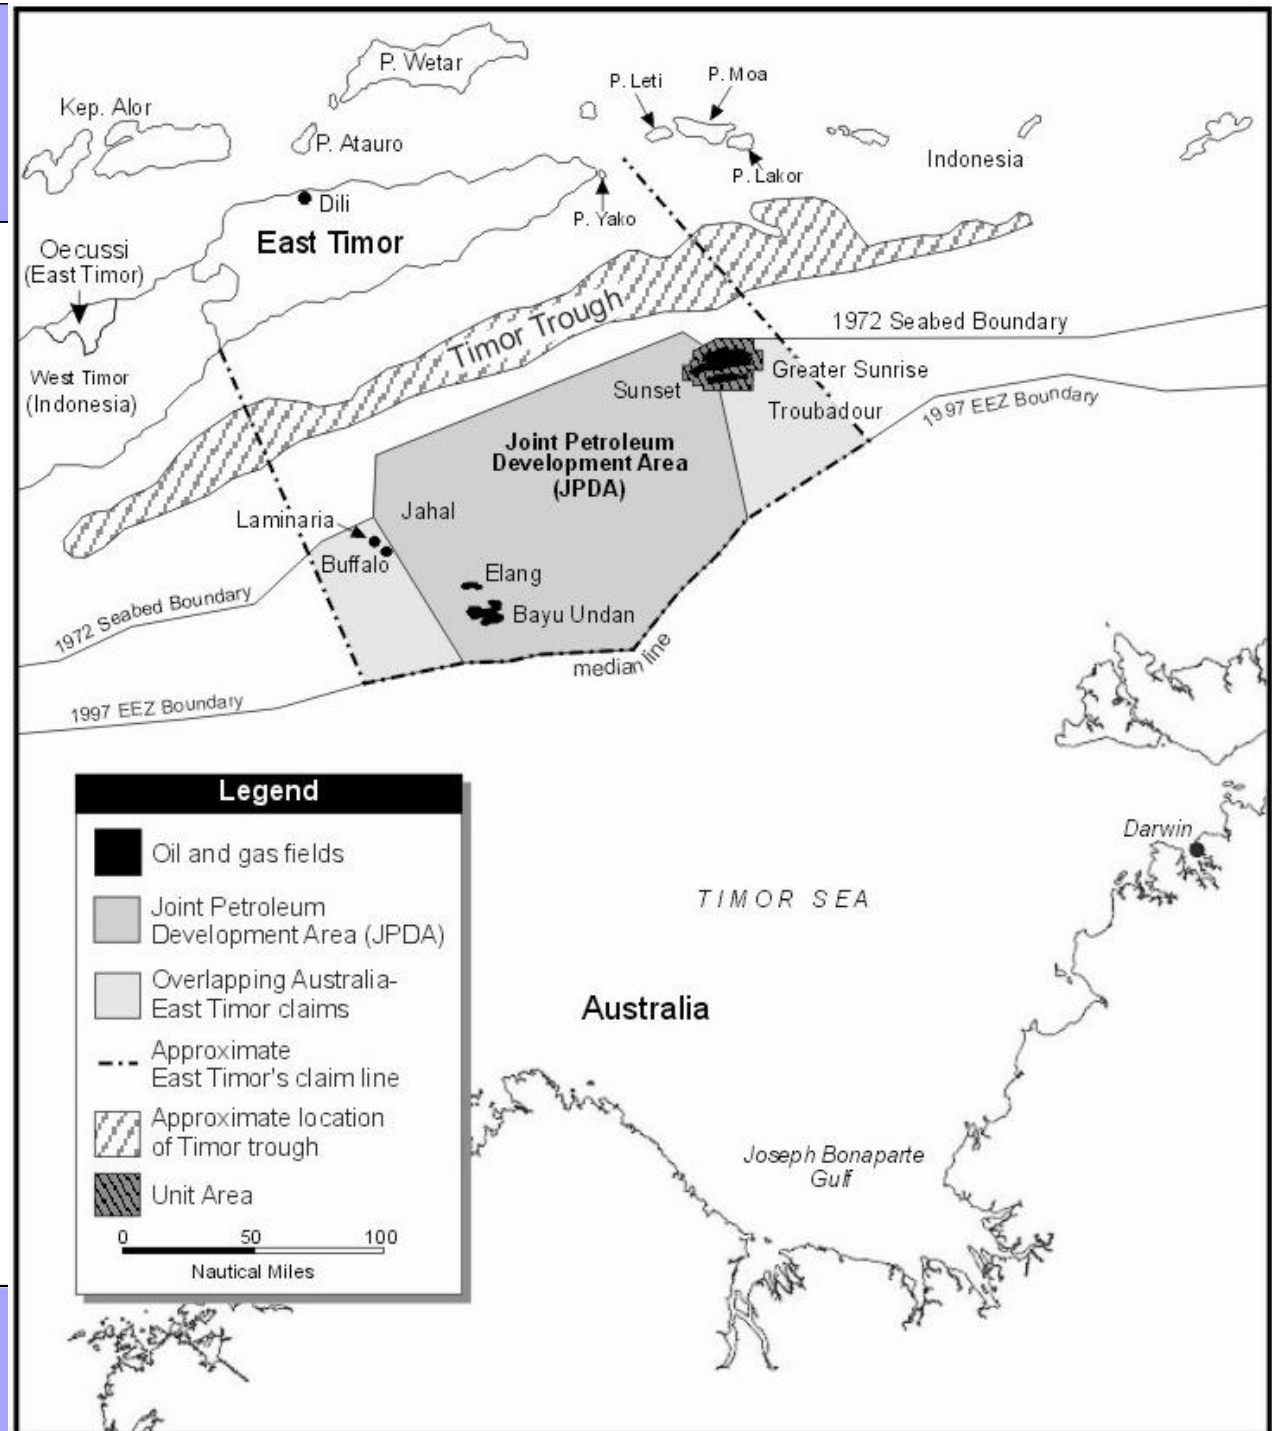 P. Wetar
P. Leti
P. Moa
Kep. Alor
P. Atauro
Indonesia
P. Lakor
Dili
P. Yako
East Timor
Oecussi
(East Timor)
Timor Trough
1972 Seabed Boundary
West Timor
(Indonesia)
Greater Sunrise
Sunset
Troubadour
1997 EEZ Boundary
Joint Petroleum
Development Area
(JPDA)
Laminaria
Jahal
Buffalo
Elang
Bayu Undan
1972 Seabed Boundary
median line
1997 EEZ Boundary
Legend
Oil and gas fields
Joint Petroleum
Development Area (JPDA)
Overlapping Australia-
East Timor claims
Approximate
East Timor's claim line
Approximate location
of Timor trough
Unit Area
0 50 100
Nautical Miles
Darwin
TIMOR SEA
Australia
Joseph Bonaparte
Gulf